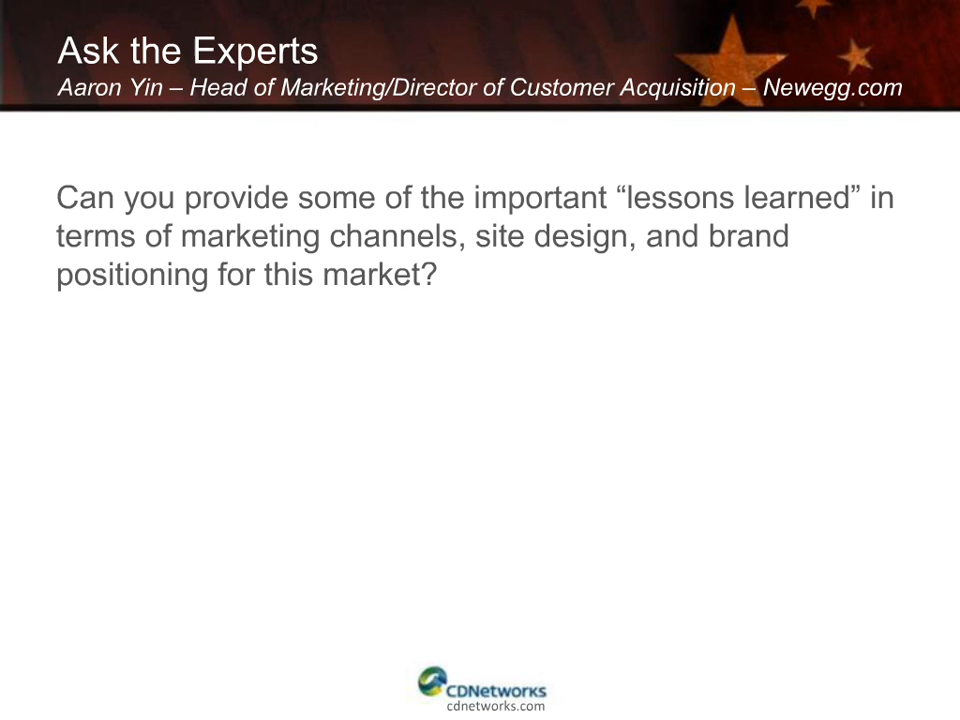 Ask the Experts
Aaron Yin – Head of Marketing/Director of Customer Acquisition – Newegg.com
Can you provide some of the important “lessons learned” in
terms of marketing channels, site design, and brand
positioning for this market?
CDNetworks
cdnetworks.com